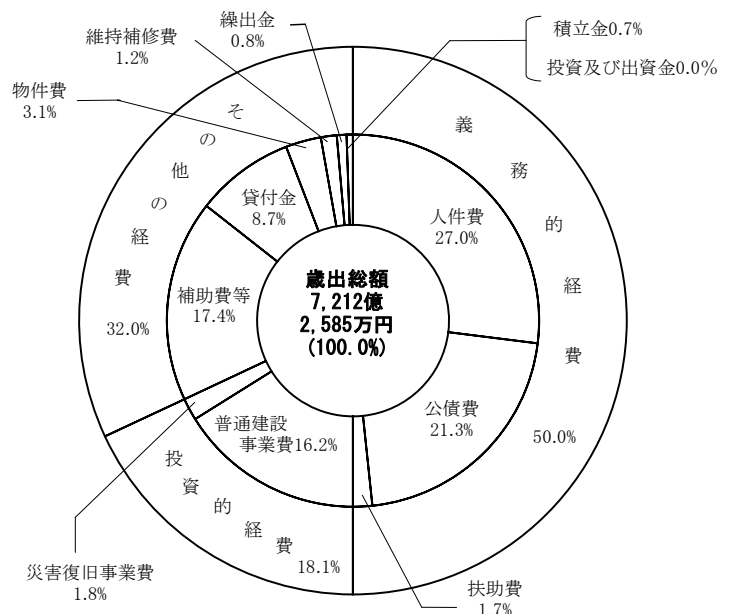 繰出金
0.8%
維持補修費
1.2%
物件費
3.1%
積立金0.7%
投資及び出資金0.0%
義務的経費
50.0%
その他の経費
32.0%
投資的経費
18.1%
人件費
27.0%
公債費
21.3%
扶助費
1.7%
普通建設
事業費16.2%
災害復旧事業費
1.8%
補助費等
17.4%
貸付金
8.7%
歳出総額
7,212億
2,585万円
(100.0%)